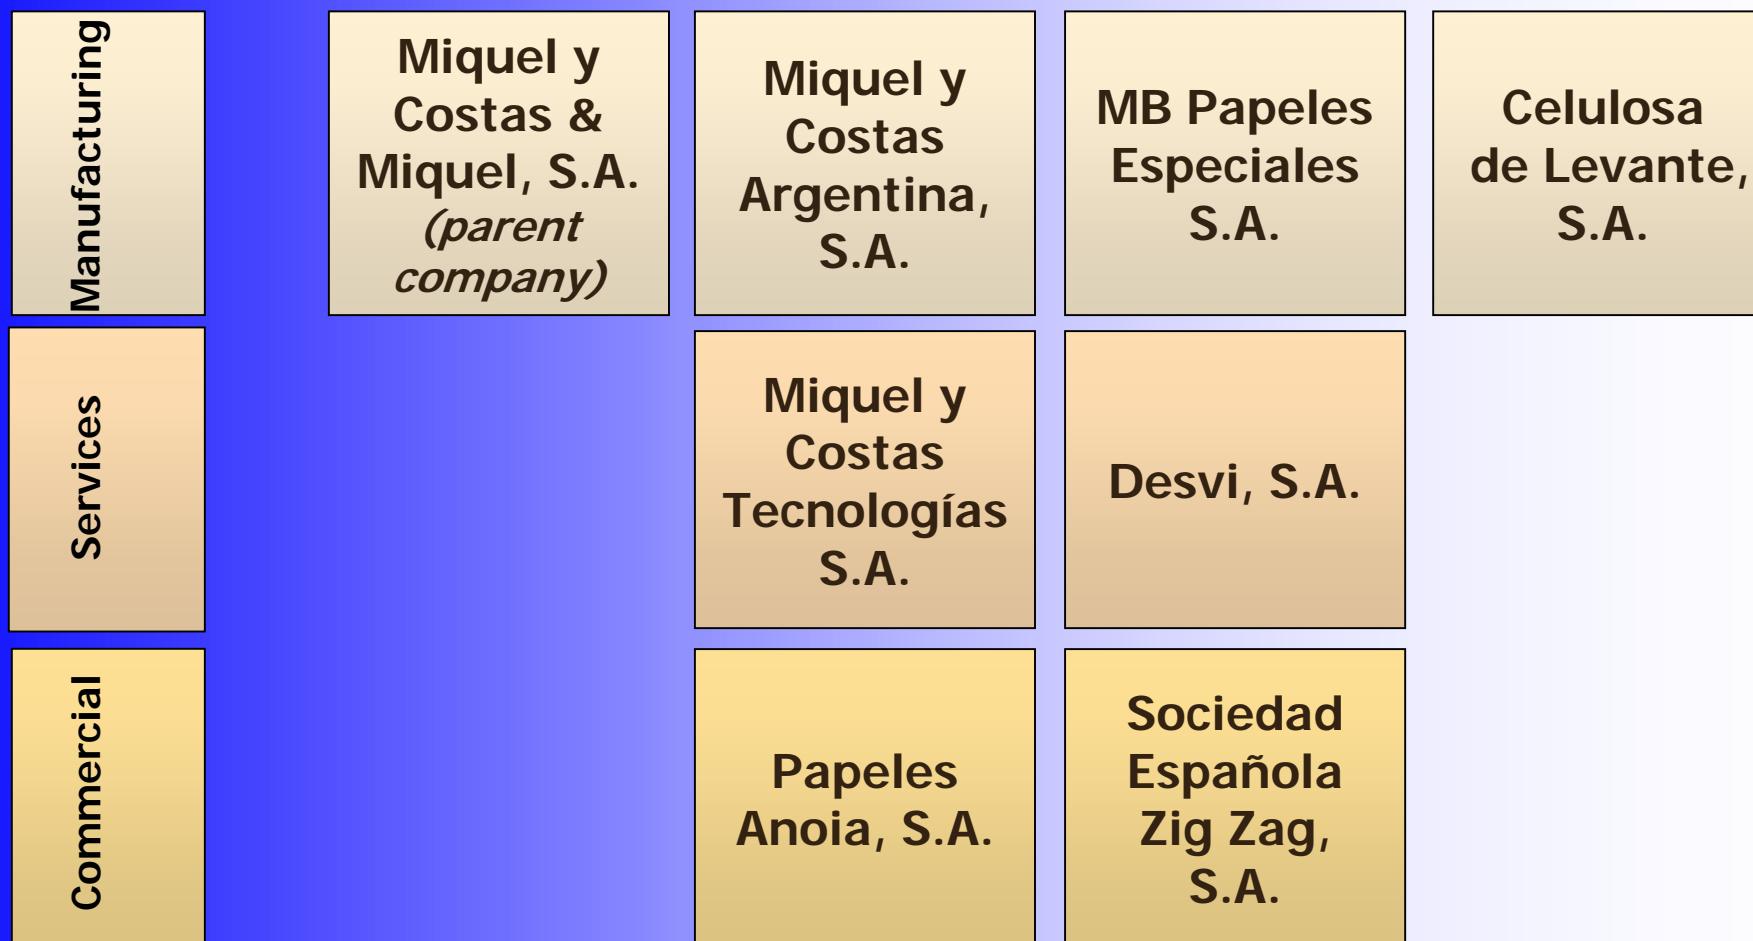 Manufacturing
Miquel y
Costas &
Miquel, S.A.
(parent
company)
Miquel y
Costas
Argentina,
S.A.
MB Papeles
Especiales
S.A.
Celulosa
de Levante,
S.A.
Services
Miquel y
Costas
Tecnologías
S.A.
Desvi, S.A.
Commercial
Papeles
Anoia, S.A.
Sociedad
Española
Zig Zag,
S.A.